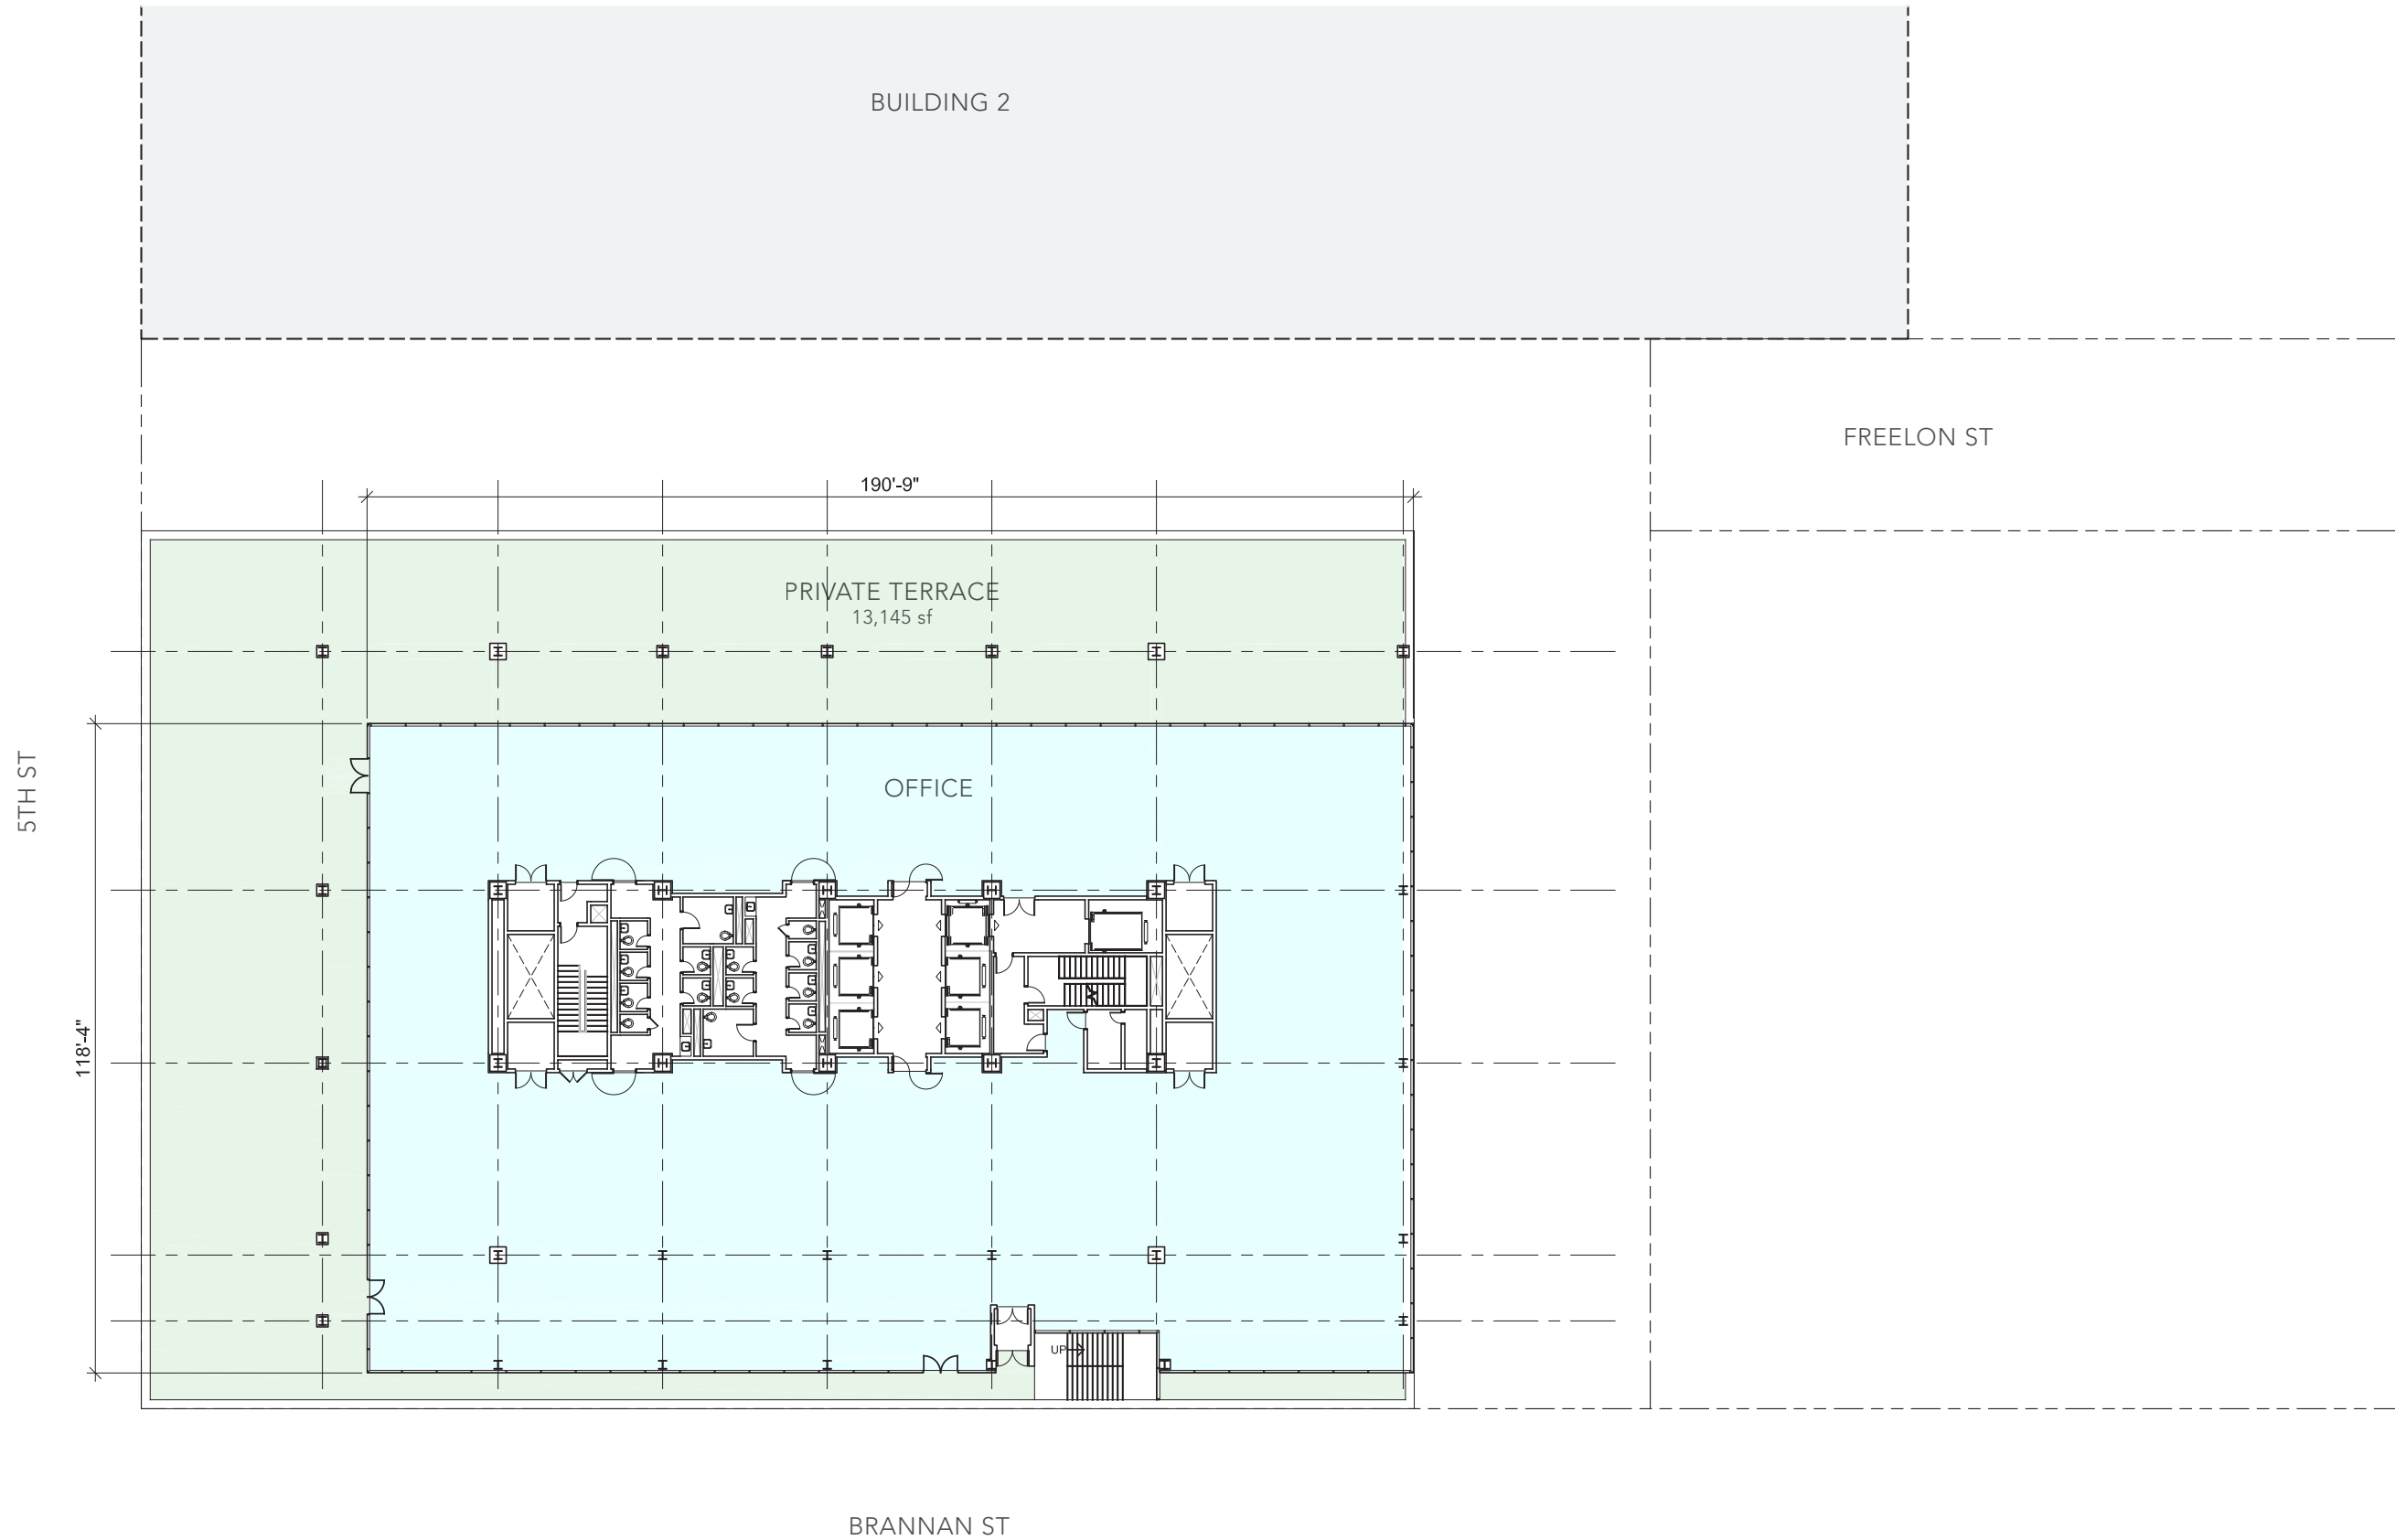 BUILDING 2
FREELON ST
190'-9"
PRIVATE TERRACE
13,145 sf
5TH ST
OFFICE
118'-4"
UP
BRANNAN ST